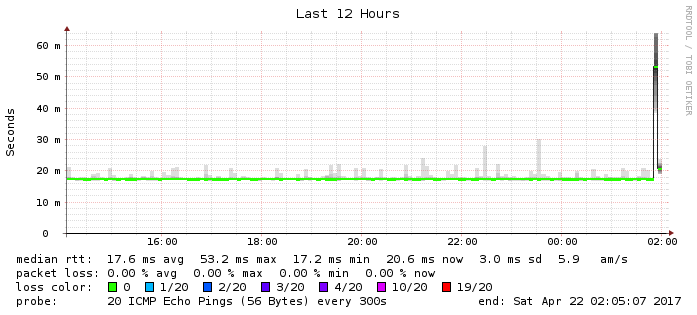 Last 12 Hours
RRDTOOL / TOBI OETIKER
Seconds
60 m
50 m
40 m
30 m
20 m
10 m
0
16:00 18:00 20:00 22:00 00:00 02:00
median rtt: 17.6 ms avg 53.2 ms max 17.2 ms min 20.6 ms now 3.0 ms sd 5.9 am/s
packet loss: 0.00 % avg 0.00 % max 0.00 % min 0.00 % now
loss color: 0 1/20 2/20 3/20 4/20 10/20 19/20
probe: 20 ICMP Echo Pings (56 Bytes) every 300s end: Sat Apr 22 02:05:07 2017